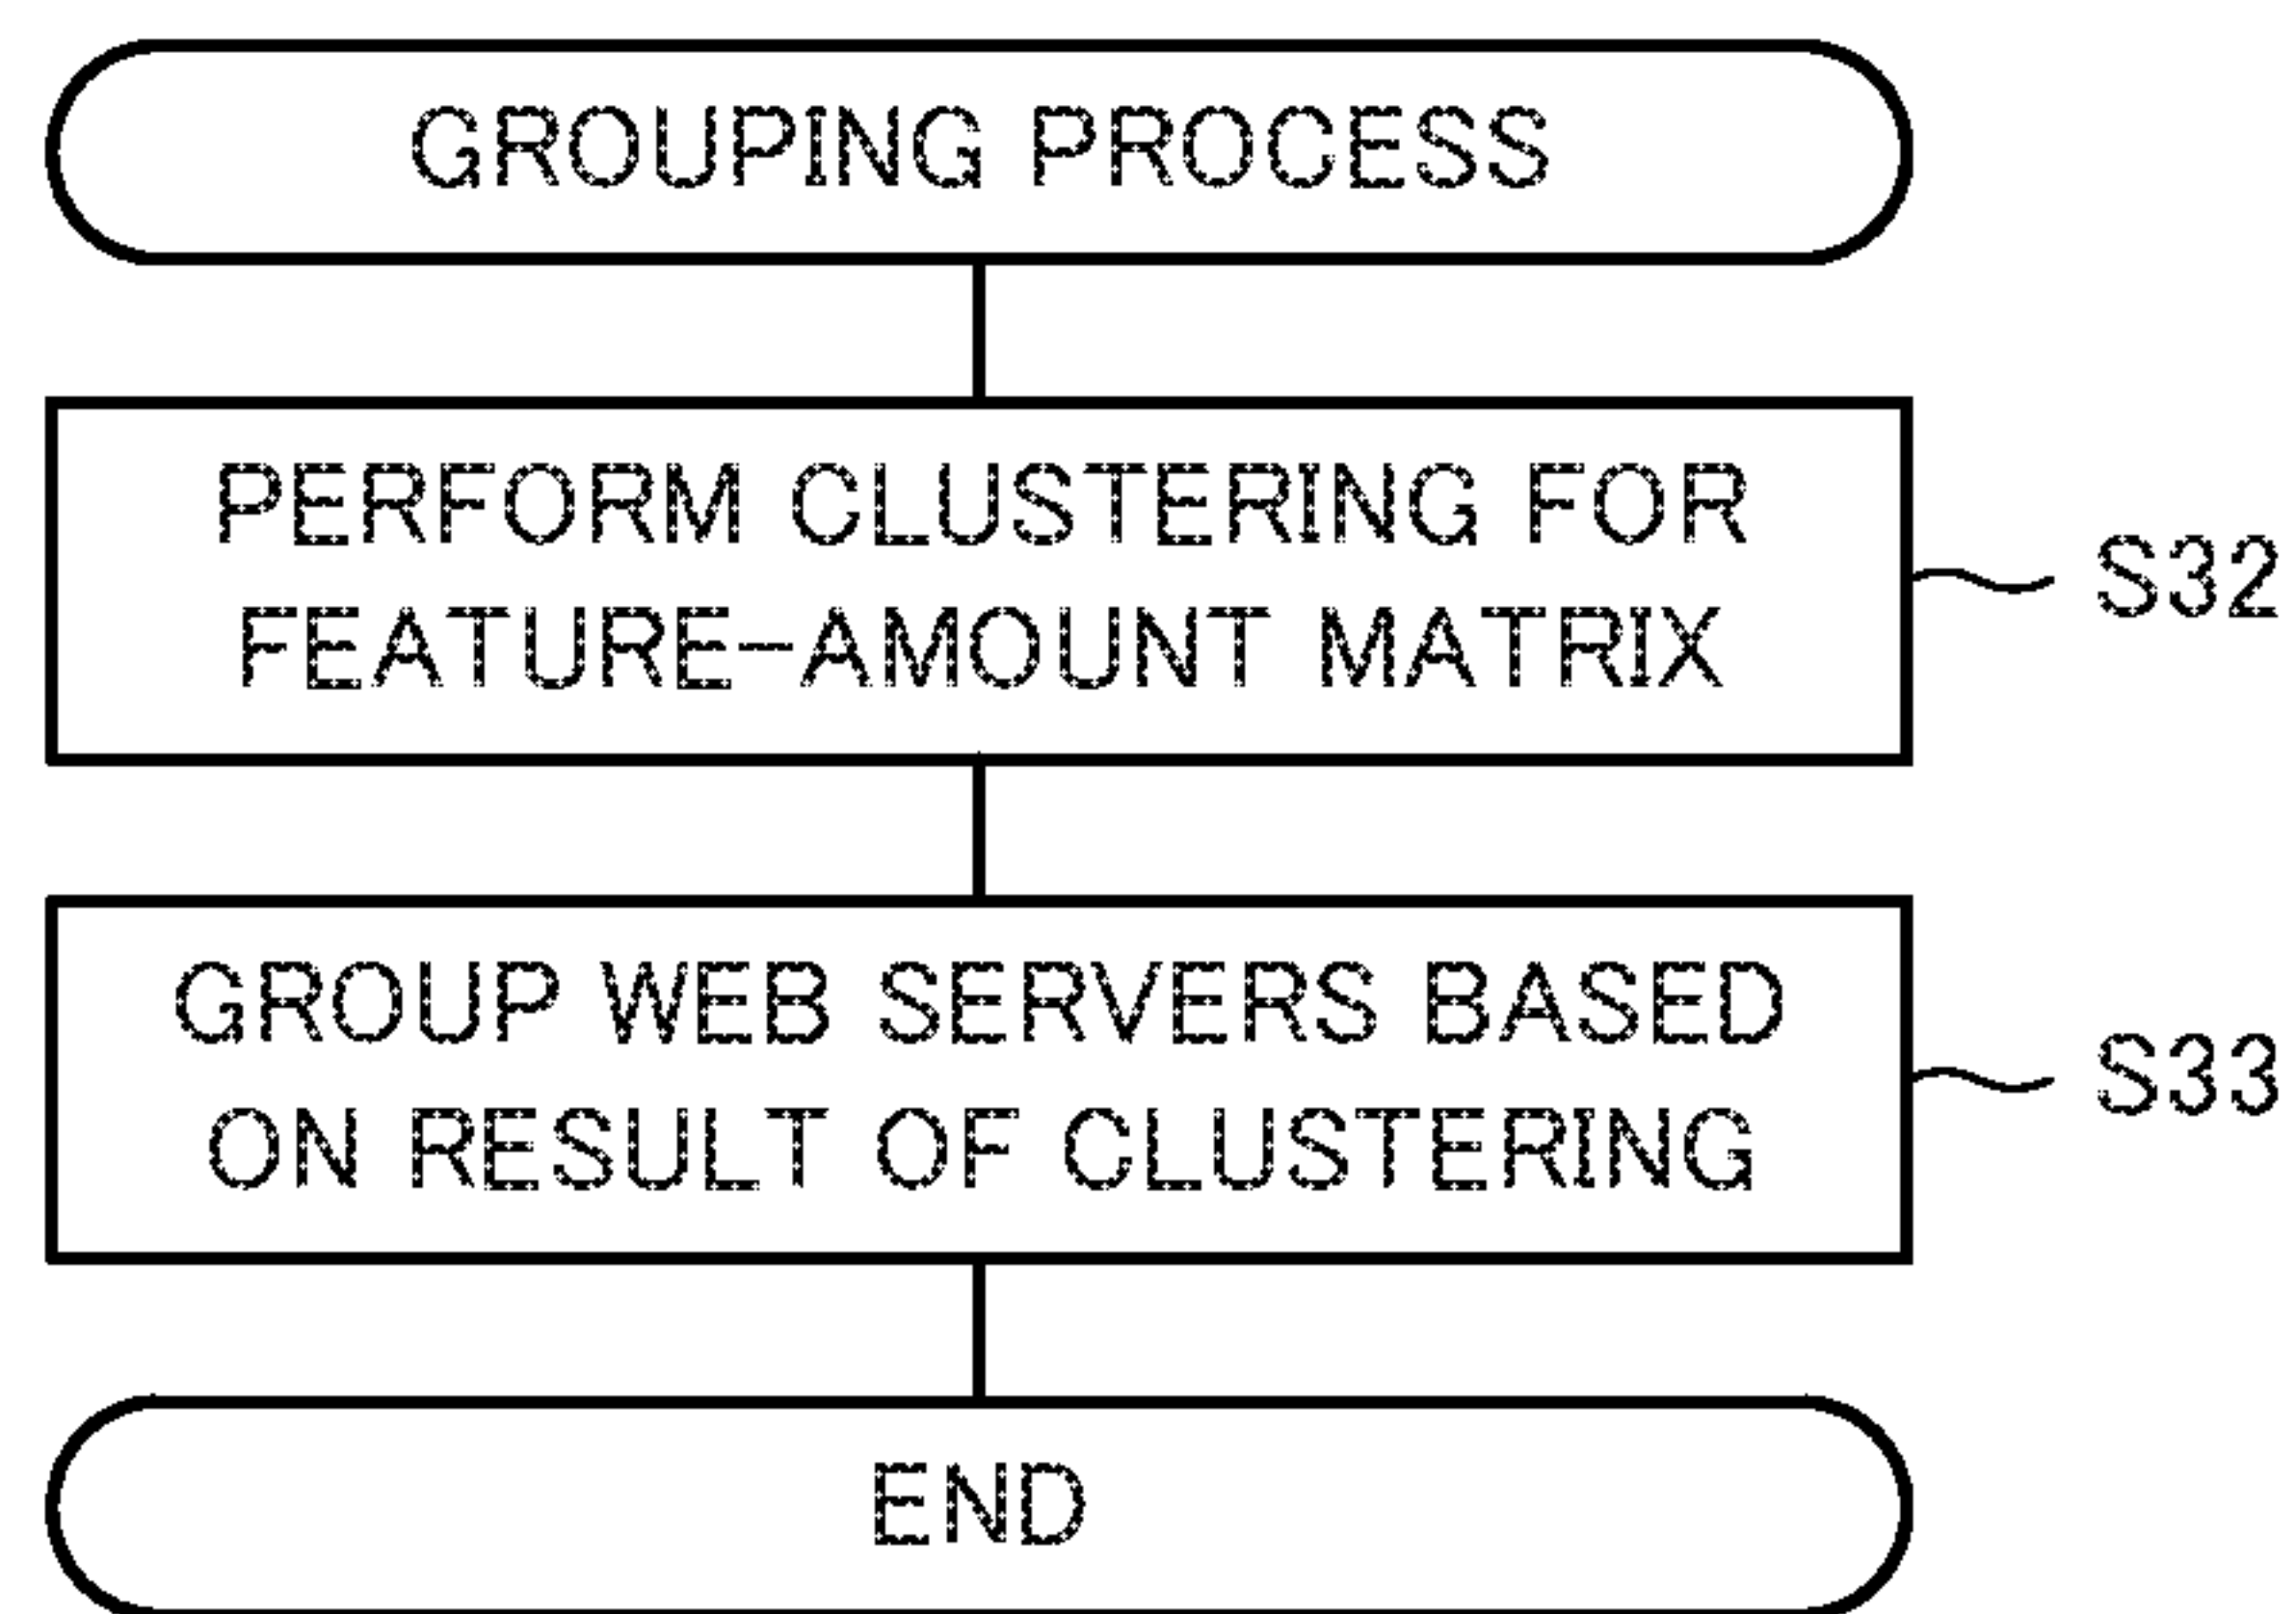 GROUPING PROCESS
PERFORM CLUSTERING FOR
FEATURE-AMOUNT MATRIX
S32
GROUP WEB SERVERS BASED
ON RESULT OF CLUSTERING
S33
END